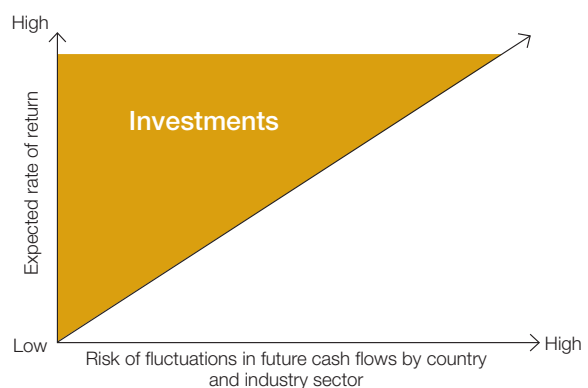 High
Investments
Expected rate of return
Low
High
Risk of fluctuations in future cash flows by country
and industry sector